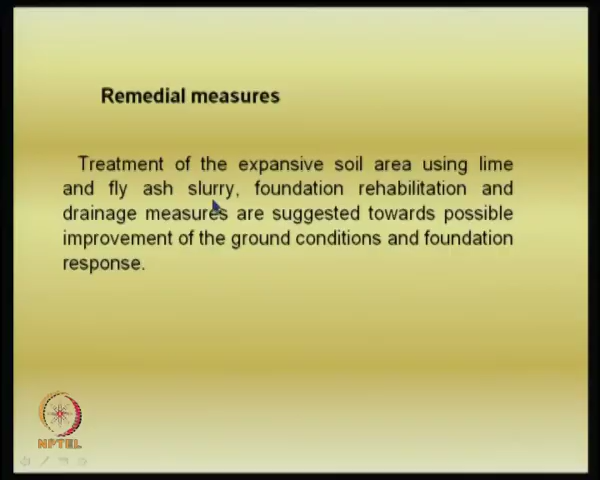 Remedial measures
Treatment of the expansive soil area using lime
and fly ash slurry, foundation rehabilitation and
drainage measures are suggested towards possible
improvement of the ground conditions and foundation
response.
NPTEL